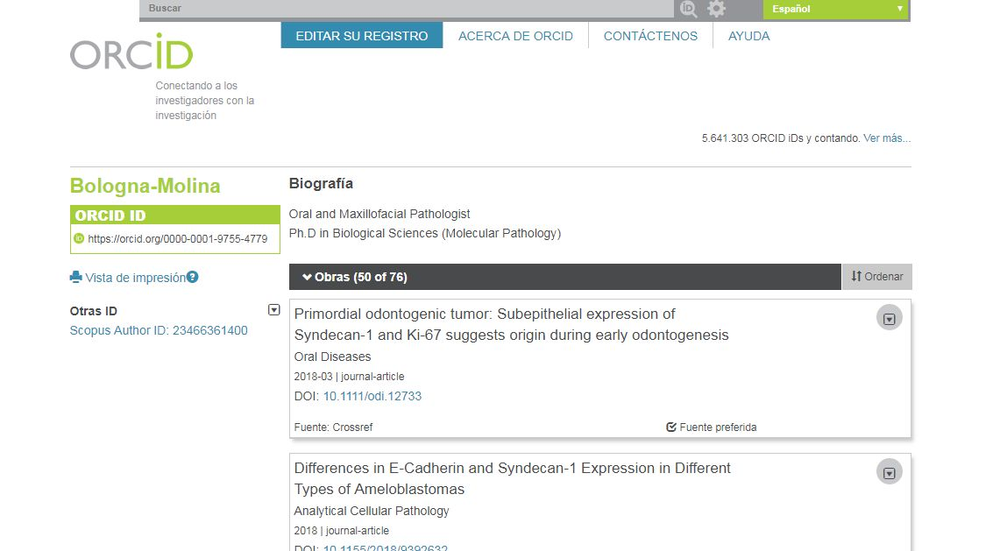 Buscar
Español
EDITAR SU REGISTRO
ACERCA DE ORCID
CONTÁCTENOS
AYUDA
ORCID
Conectando a los
investigadores con la
investigación
5.641.303 ORCID iDs y contando. Ver más...
Bologna-Molina
ORCID ID
iD https://orcid.org/0000-0001-9755-4779
Vista de impresión?
Otras ID
Scopus Author ID: 23466361400
Biografía
Oral and Maxillofacial Pathologist
Ph.D in Biological Sciences (Molecular Pathology)
Obras (50 of 76)
Ordenar
Primordial odontogenic tumor: Subepithelial expression of
Syndecan-1 and Ki-67 suggests origin during early odontogenesis
Oral Diseases
2018-03 | journal-article
DOI: 10.1111/odi.12733
Fuente: Crossref
Fuente preferida
Differences in E-Cadherin and Syndecan-1 Expression in Different
Types of Ameloblastomas
Analytical Cellular Pathology
2018 | journal-article
DOI: 10.1155/2018/9392632